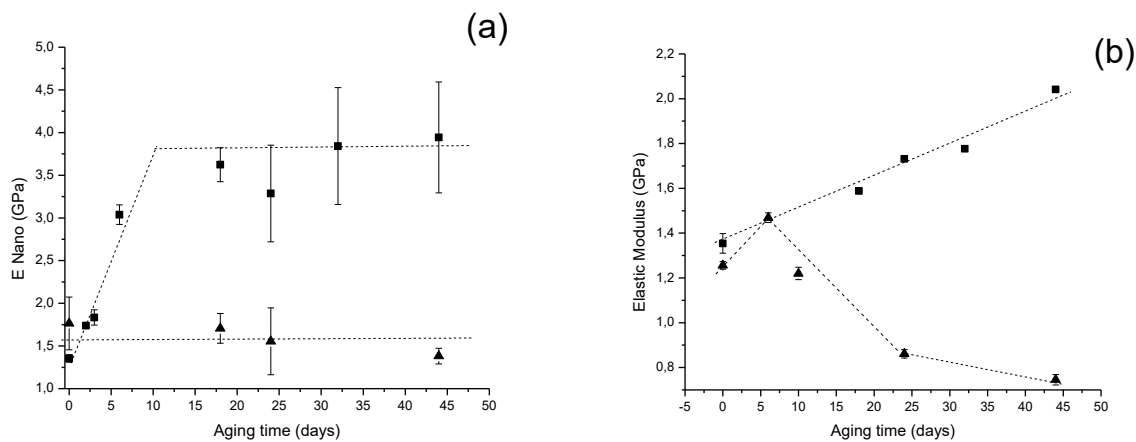 (a)
5,0
4,5
4,0
3,5
3,0
2,5
2,0
1,5
1,0
E Nano (GPa)
0 5 10 15 20 25 30 35 40 45 50
Aging time (days)
(b)
2,2
2,0
1,8
1,6
1,4
1,2
1,0
0,8
Elastic Modulus (GPa)
-5 0 5 10 15 20 25 30 35 40 45 50
Aging time (days)